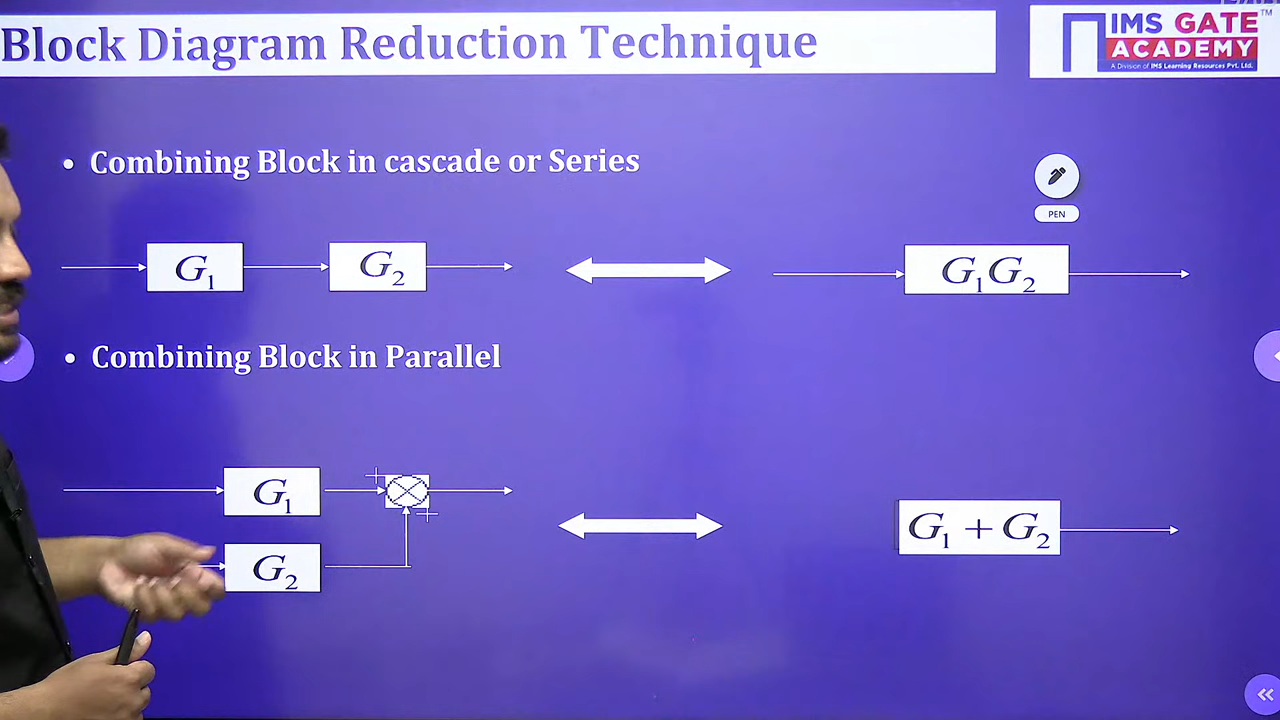 Block Diagram Reduction Technique
IMS GATE
ACADEMY
TM
A Division of IMS Learning Resources Pvt. Ltd.
• Combining Block in cascade or Series
PEN
G₁ G₂ G₁G₂
• Combining Block in Parallel
G₁ + + G₁ + G₂
G₂